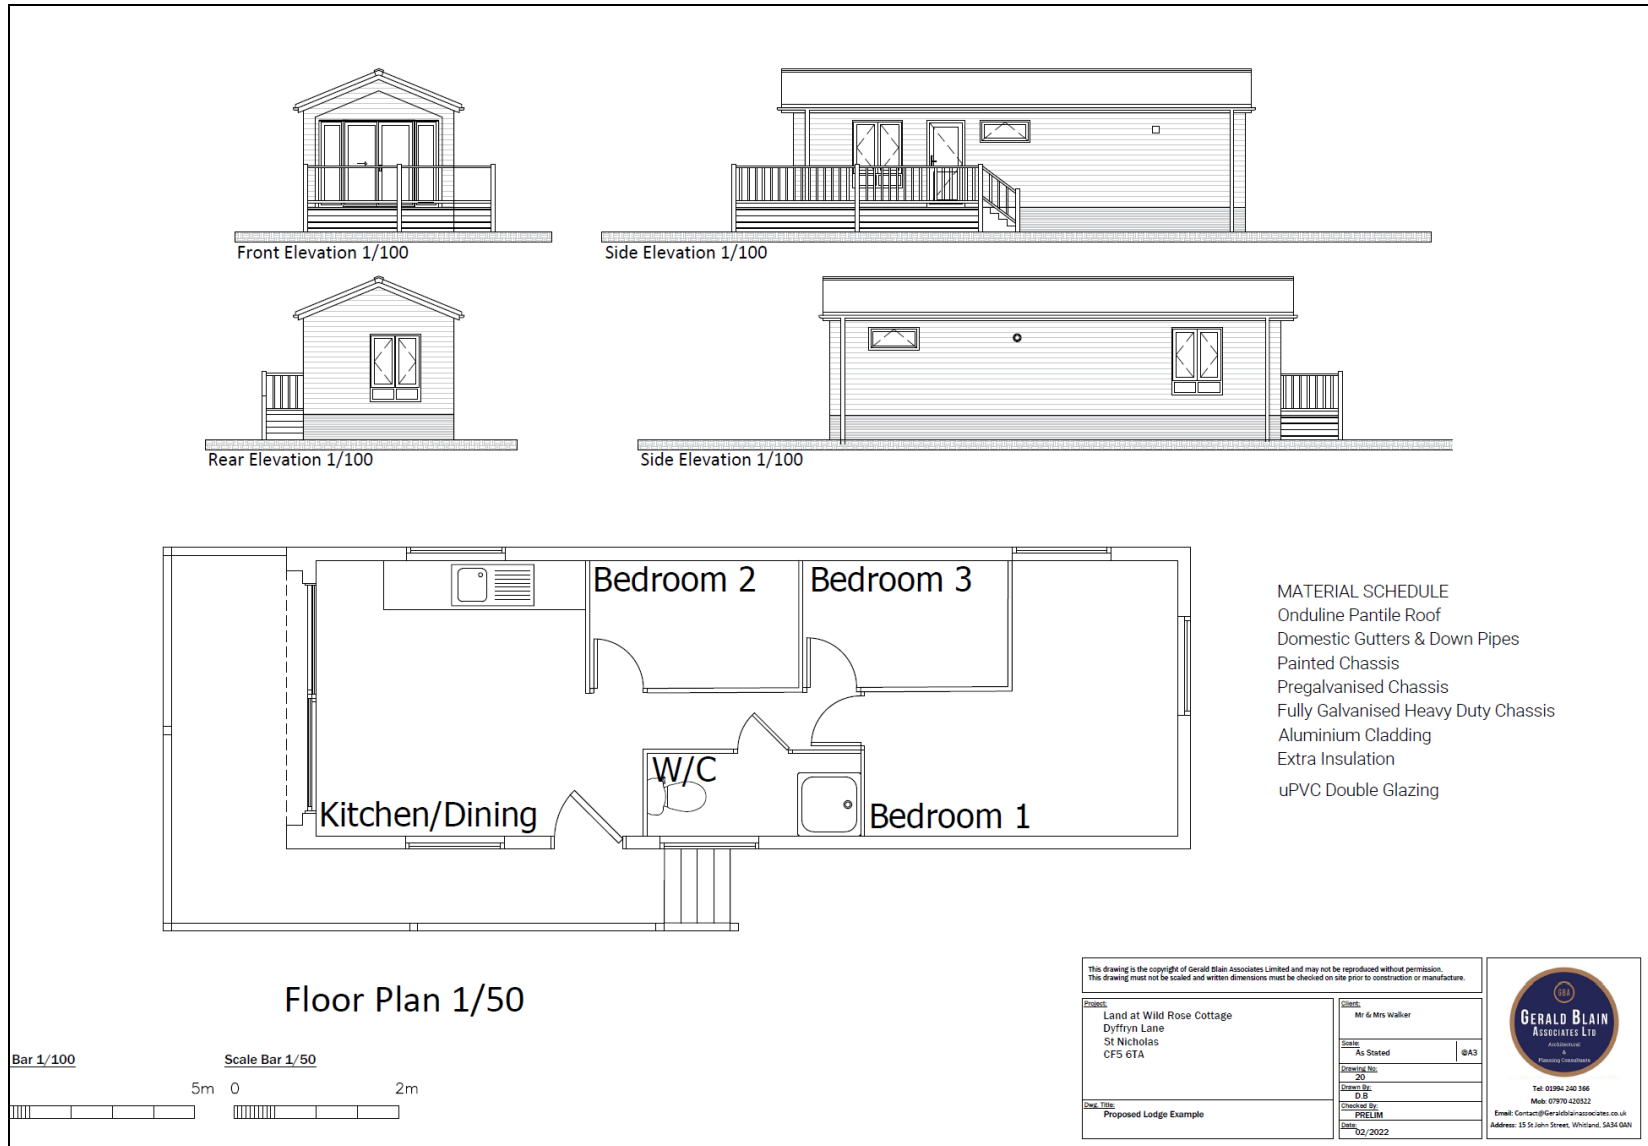 Front Elevation 1/100
Side Elevation 1/100
Rear Elevation 1/100
Side Elevation 1/100
Bedroom 2
Bedroom 3
W/C
Kitchen/Dining
Bedroom 1
MATERIAL SCHEDULE
Onduline Pantile Roof
Domestic Gutters & Down Pipes
Painted Chassis
Pregalvanised Chassis
Fully Galvanised Heavy Duty Chassis
Aluminium Cladding
Extra Insulation
uPVC Double Glazing
Floor Plan 1/50
Bar 1/100
5m
Scale Bar 1/50
0
2m
This drawing is the copyright of Gerald Blain Associates Limited and may not be reproduced without permission.
This drawing must not be scaled and written dimensions must be checked on site prior to construction or manufacture.
Project:
Land at Wild Rose Cottage
Dyffryn Lane
St Nicholas
CF5 6TA
Dwg. Title:
Proposed Lodge Example
Client:
Mr & Mrs Walker
Scale:
As Stated
@A3
Drawing No:
20
Drawn By:
D.B
Checked By:
PRELIM
Date:
02/2022
GBA
GERALD BLAIN
ASSOCIATES LTD
Architectural
&
Planning Consultants
Tel: 01994 240 366
Mob: 07970 420322
Email: Contact@Geraldblainassociates.co.uk
Address: 15 St John Street, Whitland, SA34 0AN